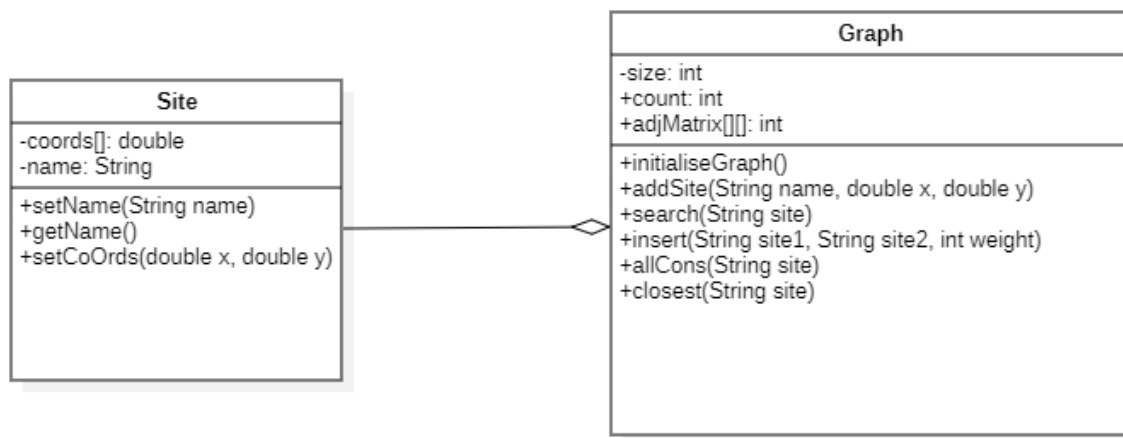 Site
-coords[]: double
-name: String
+setName(String name)
+getName()
+setCoOrds(double x, double y)
Graph
-size: int
+count: int
+adjMatrix[][]: int
+initialiseGraph()
+addSite(String name, double x, double y)
+search(String site)
+insert(String site1, String site2, int weight)
+allCons(String site)
+closest(String site)